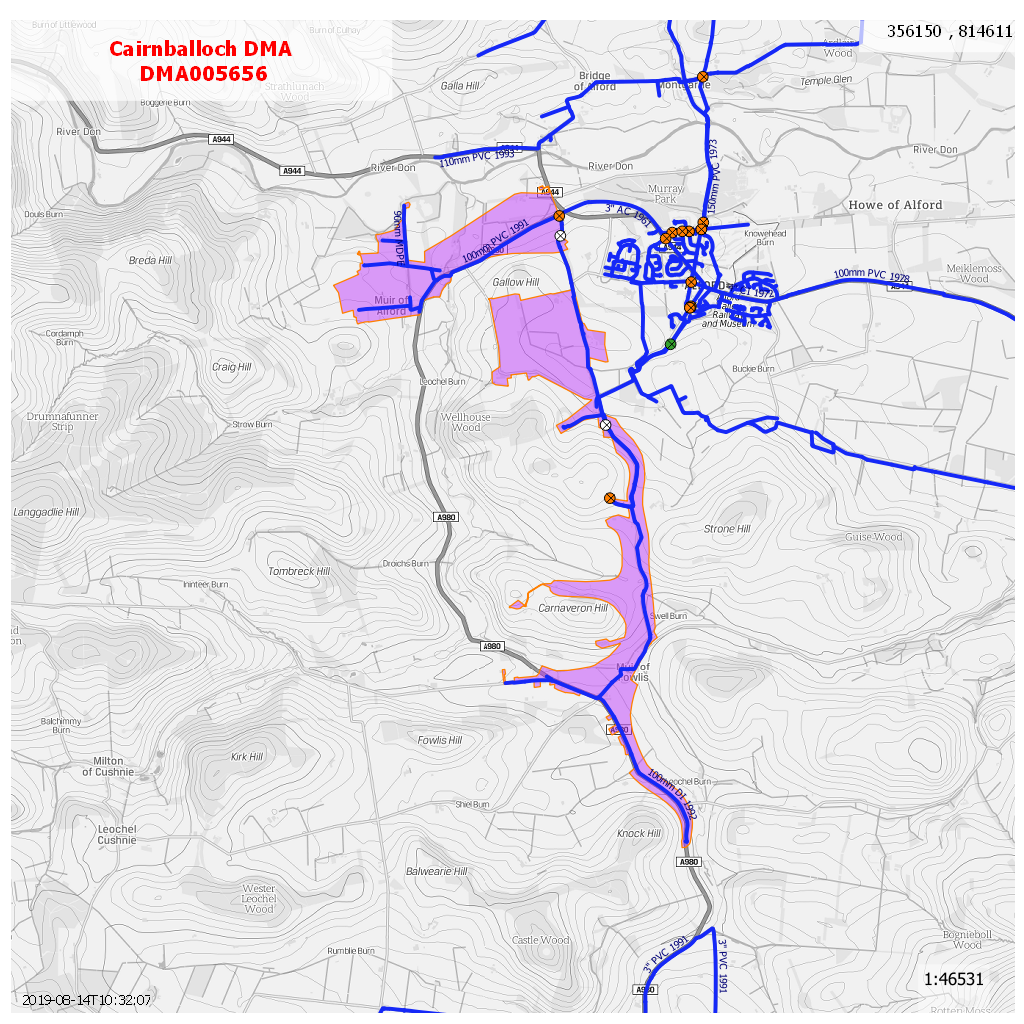 Burn of Littlewood
Burn of Culhay
356150 , 814611
Cairnballoch DMA
DMA005656
Ardlair
Wood
Bridge
of Alford
Montgarrie
Temple Glen
Galla Hill
Strathlunach
Wood
Boggerie Burn
River Don
A944
A944
River Don
110mm PVC 1993
River Don
150mm PVC 1973
River Don
A944
Murray
Park
Howe of Alford
Douls Burn
90mm MDPE
3" AC 1961
100mm PVC 1991
Knowehead
Burn
Breda Hill
Gallow Hill
100mm PVC 1978
A944
Meiklemoss
Wood
Muir of
Alford
Railway
and Museum
Cordamph
Burn
Craig Hill
Leochel Burn
Buckie Burn
Drumnafunner
Strip
Strow Burn
Wellhouse
Wood
Langgadlie Hill
A980
Strone Hill
Guise Wood
Tombreck Hill
Droichs Burn
Ininteer Burn
Carnaveron Hill
Swell Burn
A980
Muir of
Fowlis
Balchimmy
Burn
Fowlis Hill
A980
Kirk Hill
Milton
of Cushnie
100mm DI 1992
Leochel Burn
Shiel Burn
Leochel
Cushnie
Knock Hill
A980
Balwearie Hill
Wester
Leochel
Wood
Castle Wood
Bogneiboll
Wood
Rumble Burn
3" PVC 1991
3" PVC 1991
A980
1:46531
2019-08-14T10:32:07
Rotten Moss